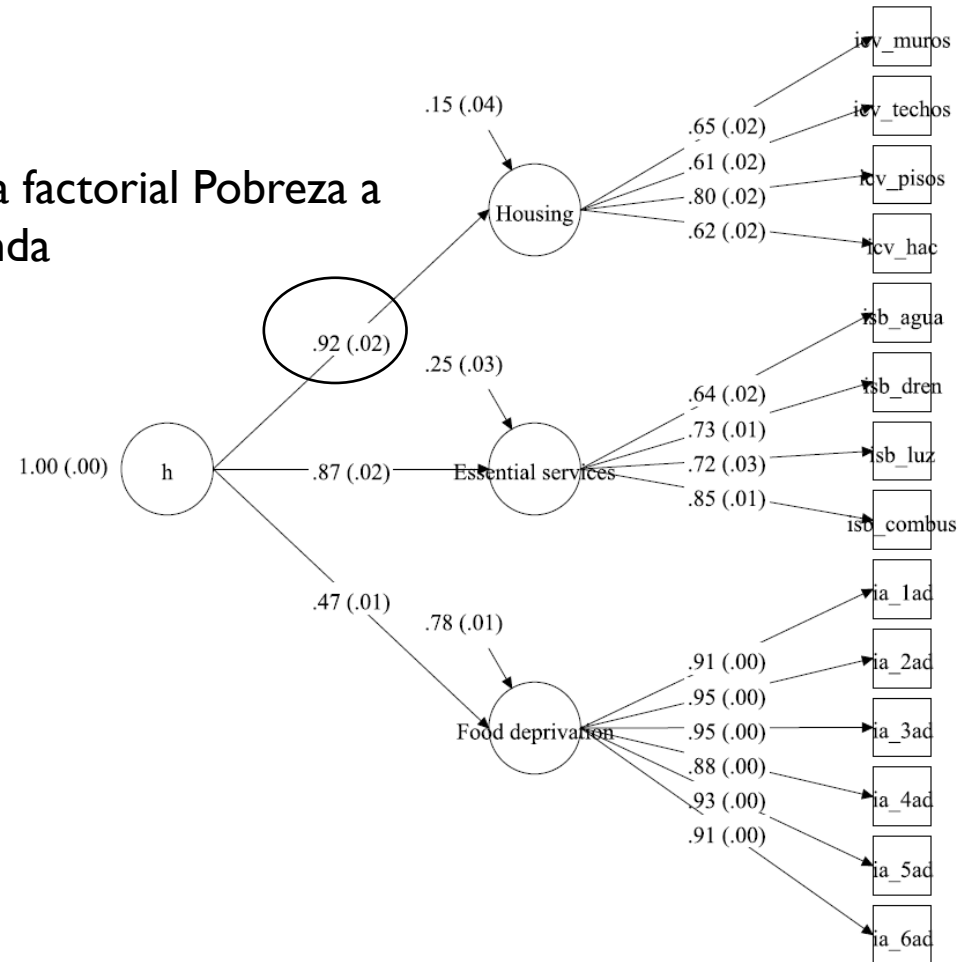 icv_muros
.15 (.04)
icv_techos
.65 (.02)
a factorial Pobreza a
.61 (.02)
icv_pisos
.80 (.02)
Housing
.62 (.02)
icv_hac
nda
isb_agua
.92 (.02)
.25 (.03)
isb_dren
.64 (.02)
.73 (.01)
isb_luz
1.00 (.00)
h
.87 (.02)
Essential services
.72 (.03)
.85 (.01)
isb_combus
ia_1ad
.47 (.01)
.78 (.01)
.91 (.00)
ia_2ad
.95 (.00)
Food deprivation
.95 (.00)
ia_3ad
.88 (.00)
ia_4ad
.93 (.00)
.91 (.00)
ia_5ad
ia_6ad